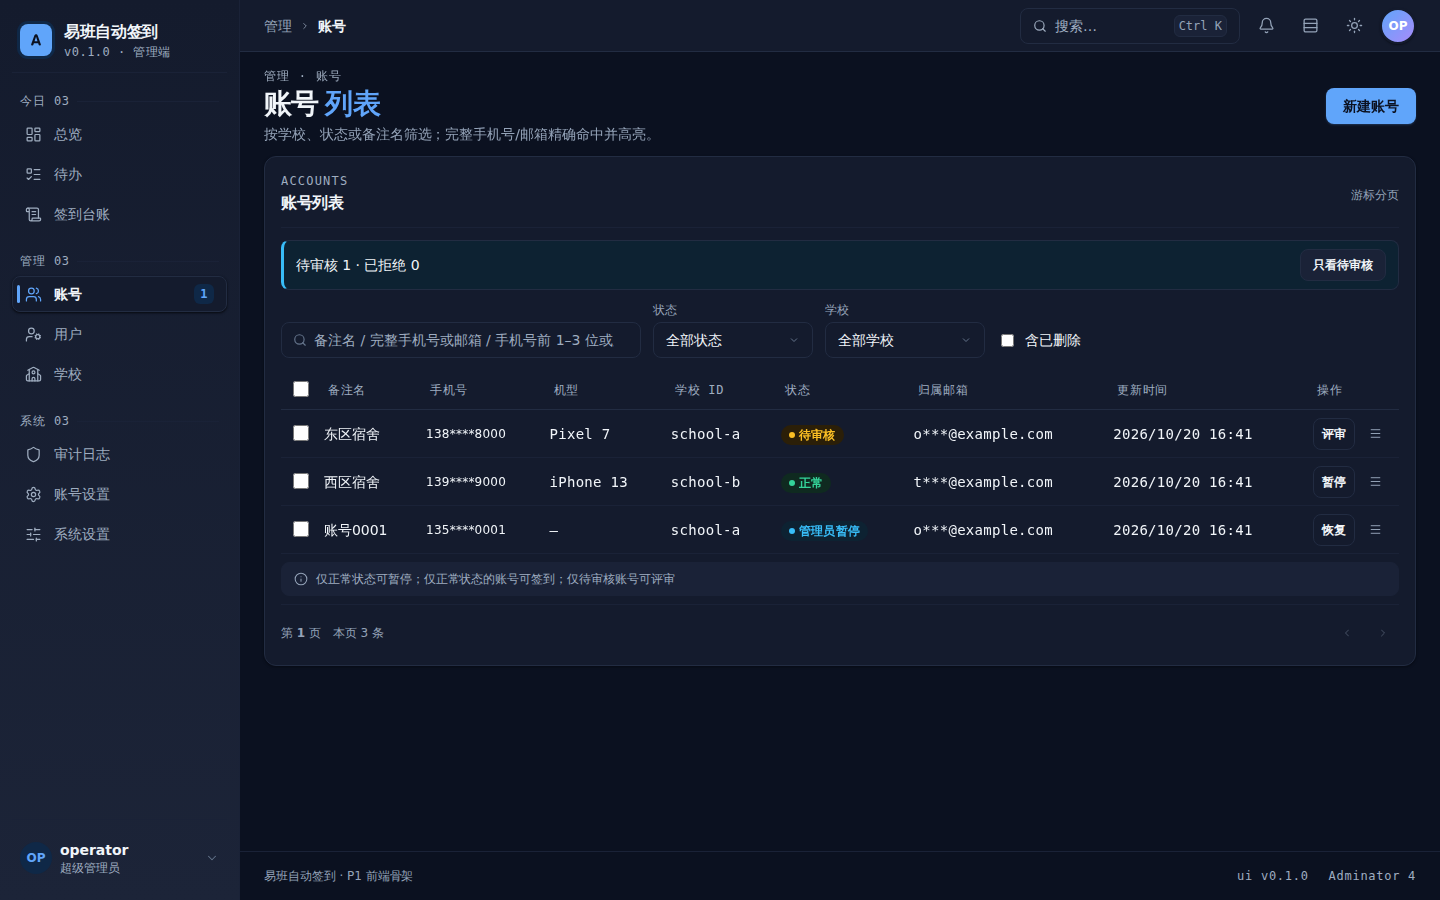 A
易班自动签到
v0.1.0 · 管理端
今日 03
总览
待办
签到台账
管理 03
账号 1
用户
学校
系统 03
审计日志
账号设置
系统设置
OP
operator
超级管理员
管理 › 账号
搜索… Ctrl K
OP
管理 · 账号
账号 列表
按学校、状态或备注名筛选；完整手机号/邮箱精确命中并高亮。
新建账号
ACCOUNTS
账号列表
游标分页
待审核 1 · 已拒绝 0
只看待审核
状态 学校
备注名 / 完整手机号或邮箱 / 手机号前 1–3 位或 全部状态 全部学校 含已删除
备注名 手机号 机型 学校 ID 状态 归属邮箱 更新时间 操作
东区宿舍 138****8000 Pixel 7 school-a 待审核 o***@example.com 2026/10/20 16:41 评审
西区宿舍 139****9000 iPhone 13 school-b 正常 t***@example.com 2026/10/20 16:41 暂停
账号0001 135****0001 — school-a 管理员暂停 o***@example.com 2026/10/20 16:41 恢复
仅正常状态可暂停；仅正常状态的账号可签到；仅待审核账号可评审
第 1 页 本页 3 条
易班自动签到 · P1 前端骨架
ui v0.1.0 Adminator 4